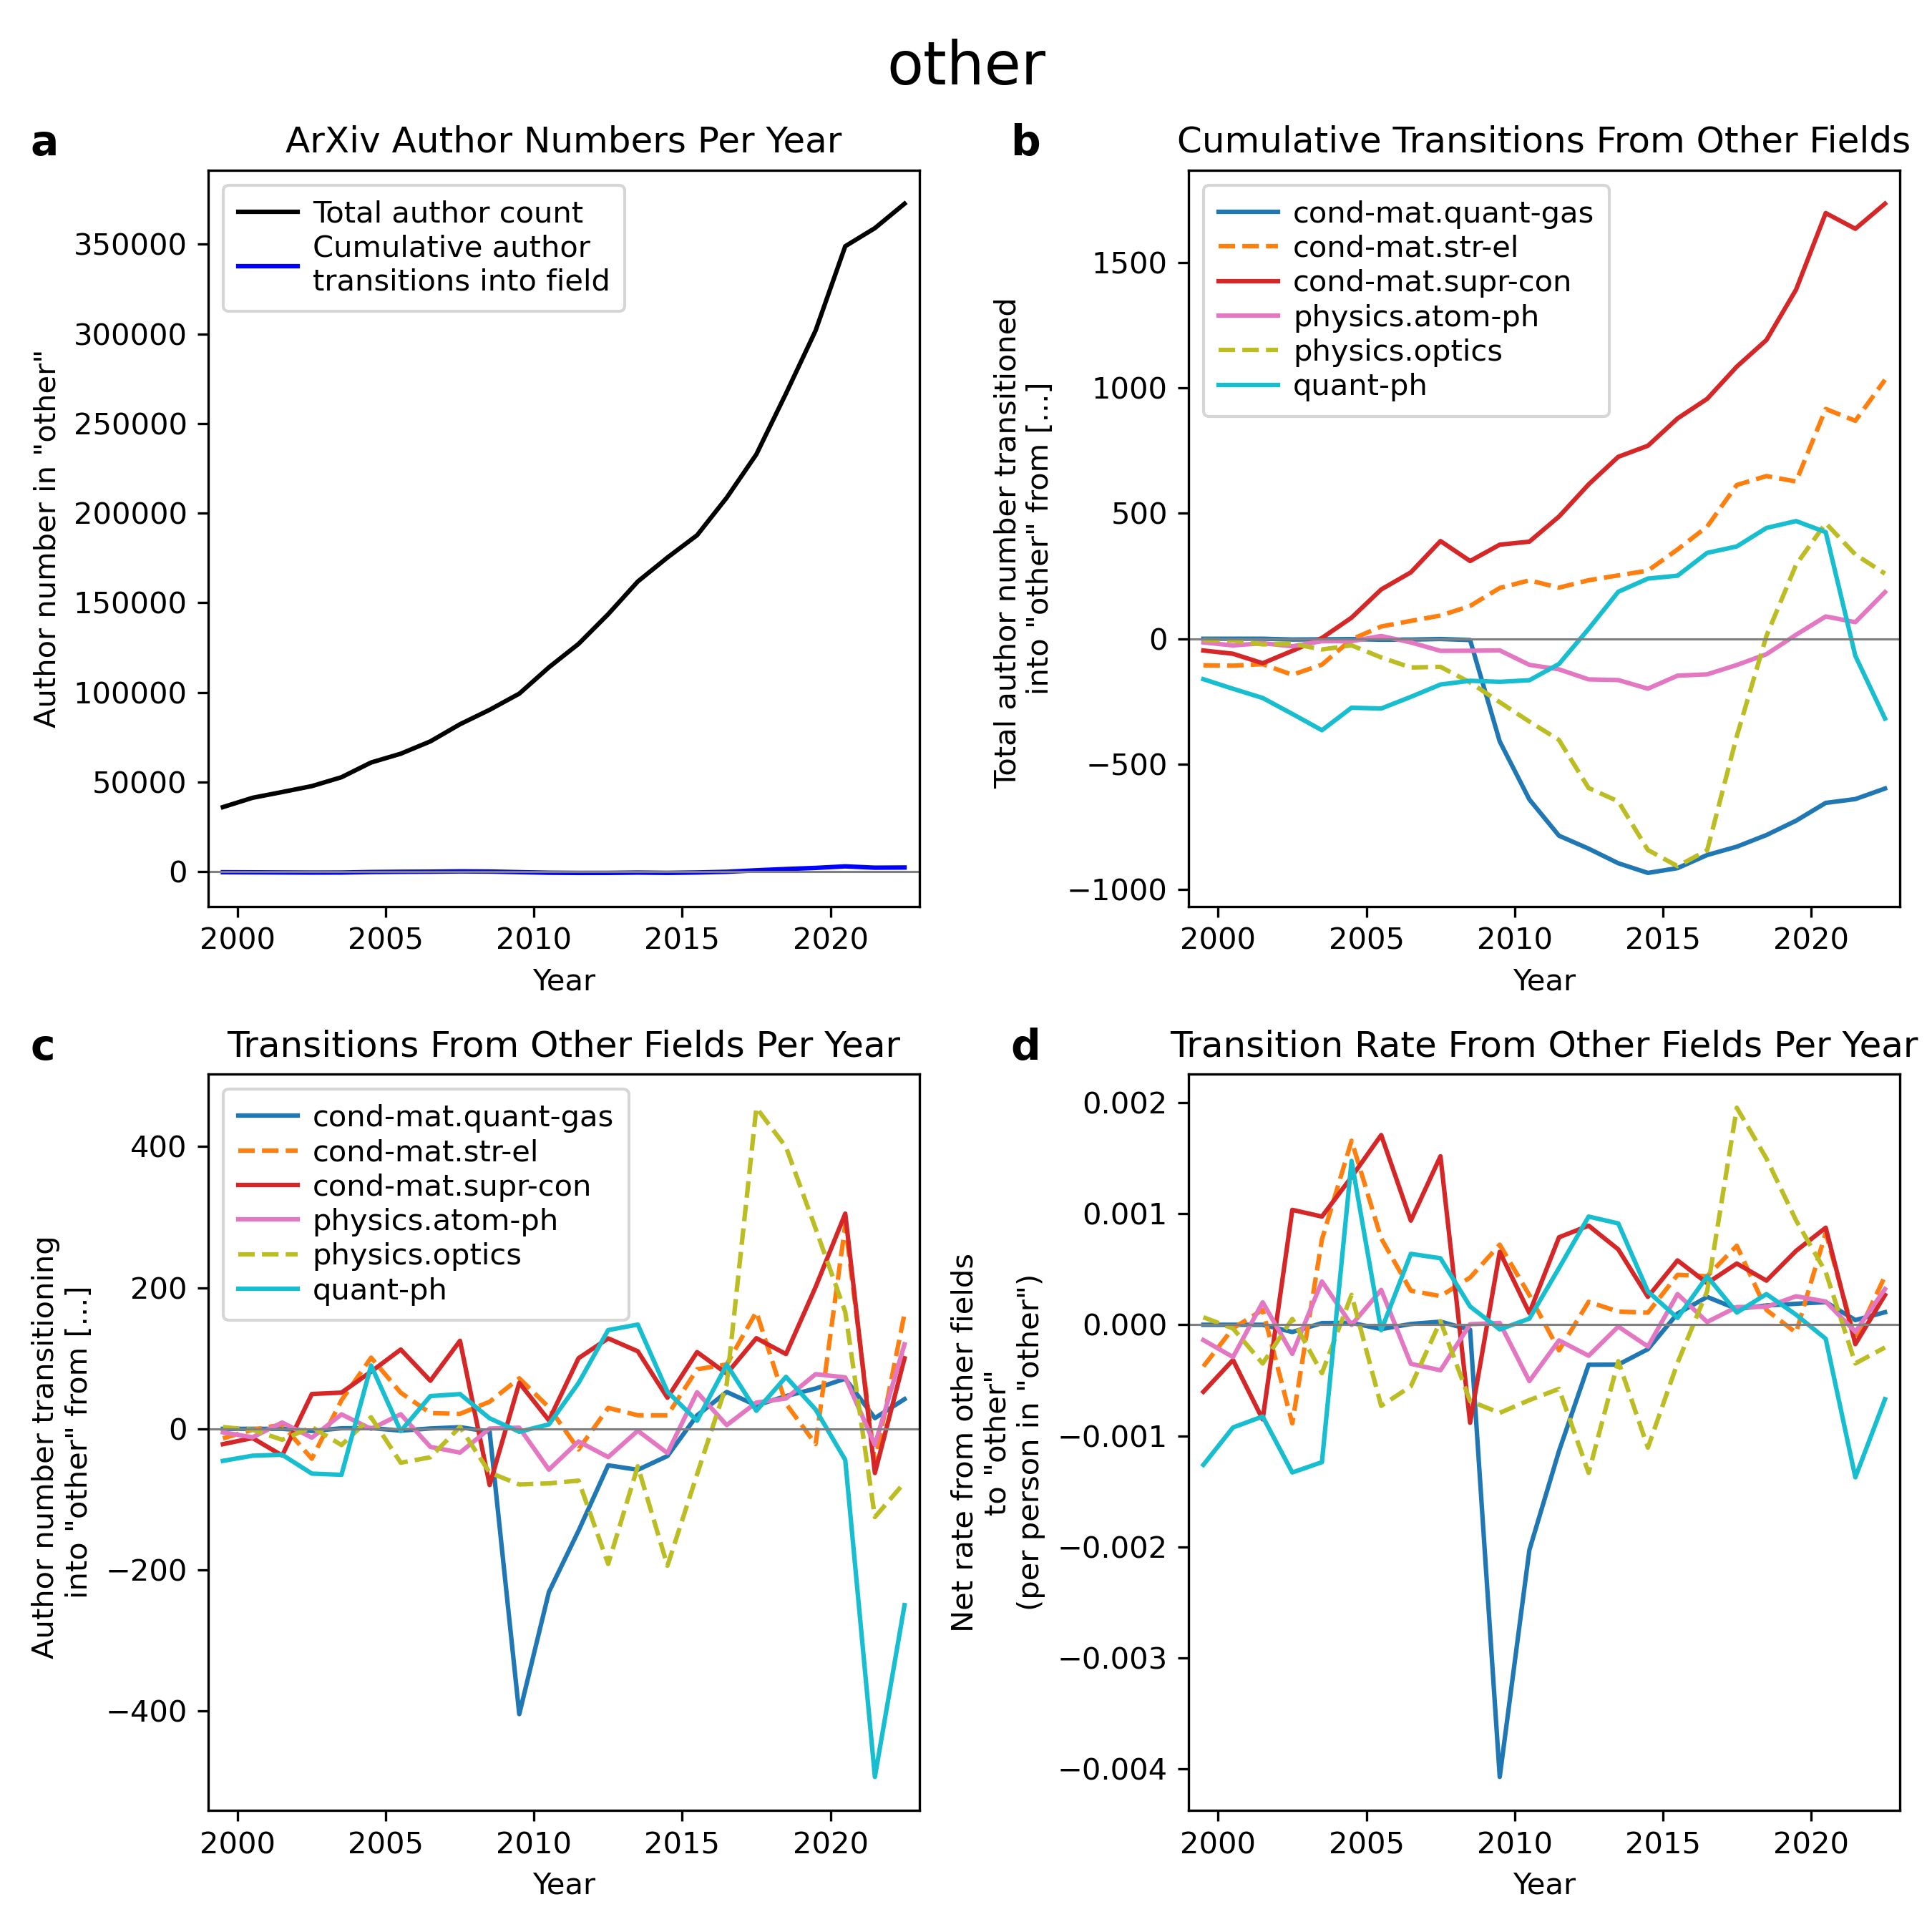 other
a
ArXiv Author Numbers Per Year
Total author count
Cumulative author
transitions into field
Author number in "other"
350000
300000
250000
200000
150000
100000
50000
0
2000 2005 2010 2015 2020
Year
b
Cumulative Transitions From Other Fields
cond-mat.quant-gas
cond-mat.str-el
cond-mat.supr-con
physics.atom-ph
physics.optics
quant-ph
Total author number transitioned
into "other" from [...]
1500
1000
500
0
−500
−1000
2000 2005 2010 2015 2020
Year
c
Transitions From Other Fields Per Year
cond-mat.quant-gas
cond-mat.str-el
cond-mat.supr-con
physics.atom-ph
physics.optics
quant-ph
Author number transitioning
into "other" from [...]
400
200
0
−200
−400
2000 2005 2010 2015 2020
Year
d
Transition Rate From Other Fields Per Year
Net rate from other fields
to "other"
(per person in "other")
0.002
0.001
0.000
−0.001
−0.002
−0.003
−0.004
2000 2005 2010 2015 2020
Year